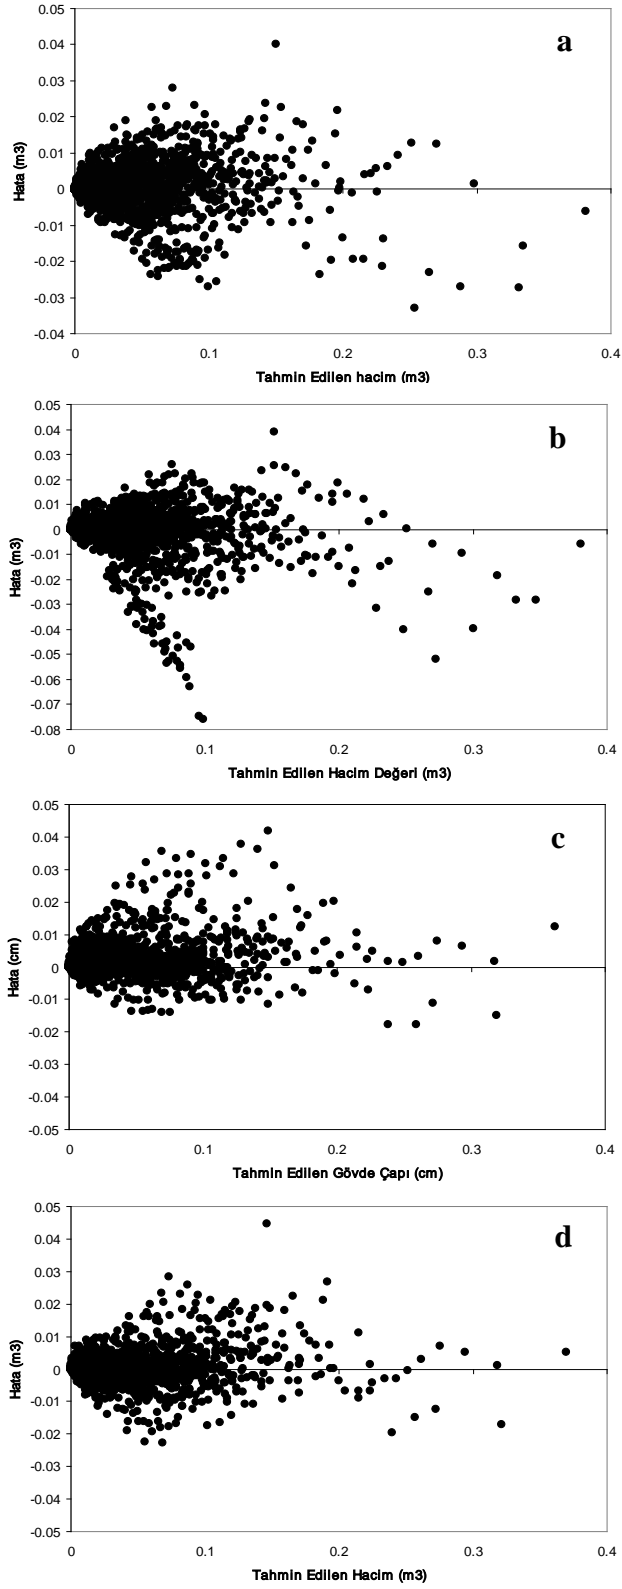 0.05
a
0.04
0.03
0.02
0.01
0
-0.01
-0.02
-0.03
-0.04
Hata (m3)
0 0.1 0.2 0.3 0.4
Tahmin Edilen hacim (m3)
0.05
b
0.04
0.03
0.02
0.01
0
-0.01
-0.02
-0.03
-0.04
-0.05
-0.06
-0.07
-0.08
Hata (m3)
0 0.1 0.2 0.3 0.4
Tahmin Edilen Hacim Değeri (m3)
0.05
c
0.04
0.03
0.02
0.01
0
-0.01
-0.02
-0.03
-0.04
-0.05
Hata (cm)
0 0.1 0.2 0.3 0.4
Tahmin Edilen Gövde Çapı (cm)
0.05
d
0.04
0.03
0.02
0.01
0
-0.01
-0.02
-0.03
-0.04
-0.05
Hata (m3)
0 0.1 0.2 0.3 0.4
Tahmin Edilen Hacim (m3)